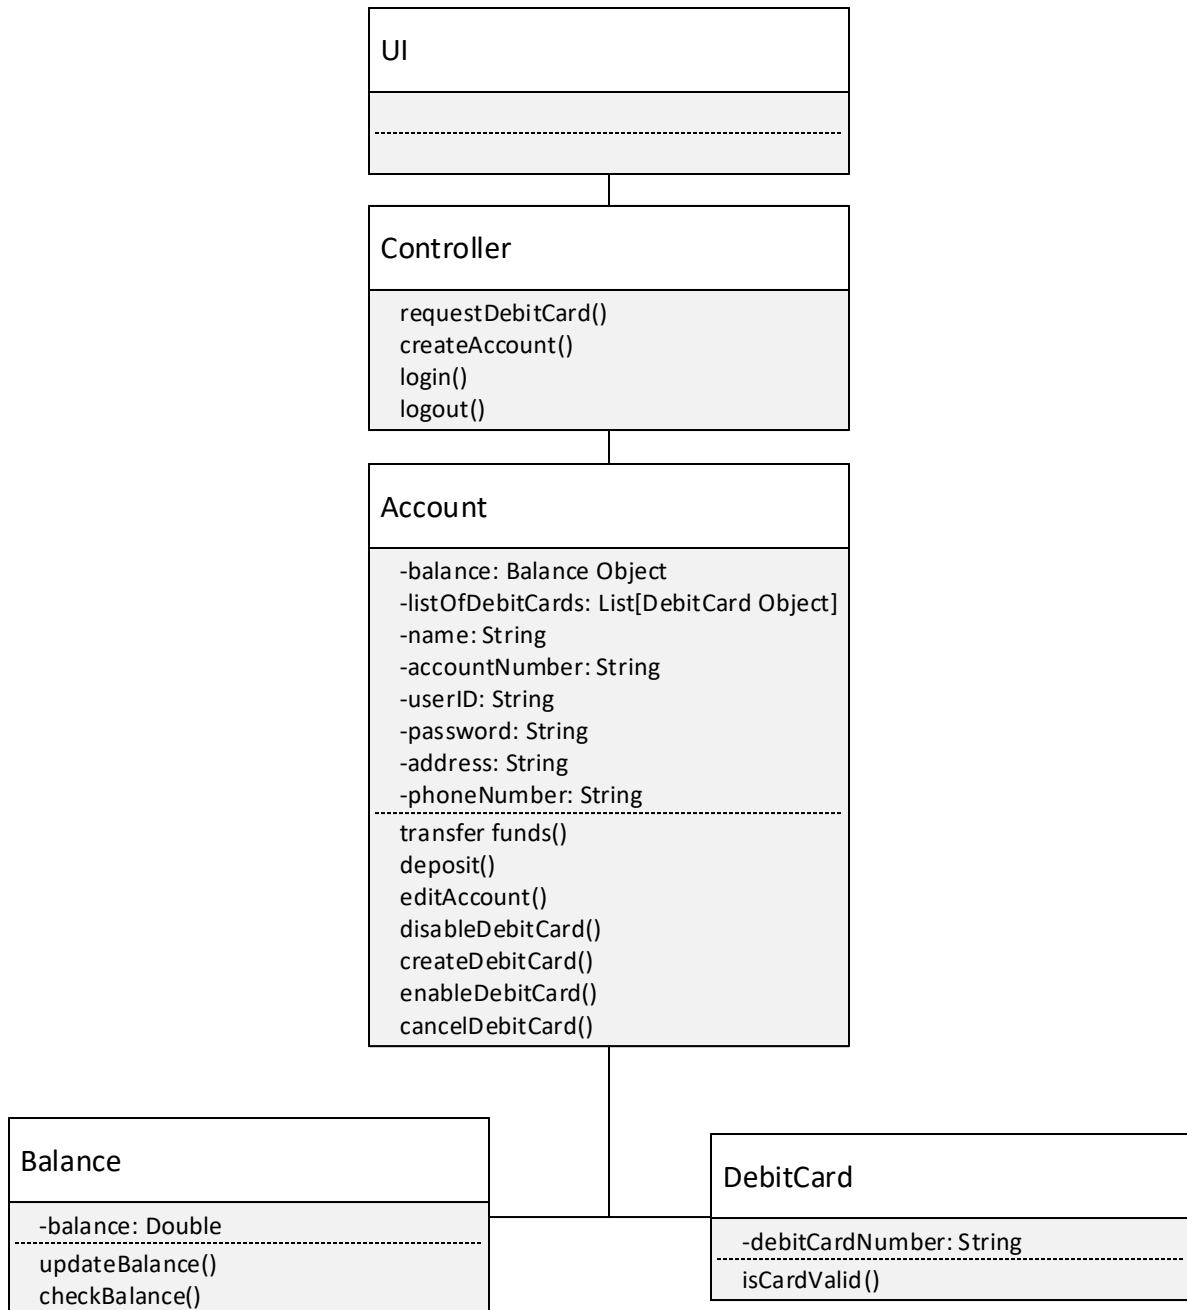 UI
Controller
requestDebitCard()
createAccount()
login()
logout()
Account
-balance: Balance Object
-listOfDebitCards: List[DebitCard Object]
-name: String
-accountNumber: String
-userID: String
-password: String
-address: String
-phoneNumber: String
transfer funds()
deposit()
editAccount()
disableDebitCard()
createDebitCard()
enableDebitCard()
cancelDebitCard()
Balance
-balance: Double
updateBalance()
checkBalance()
DebitCard
-debitCardNumber: String
isCardValid()